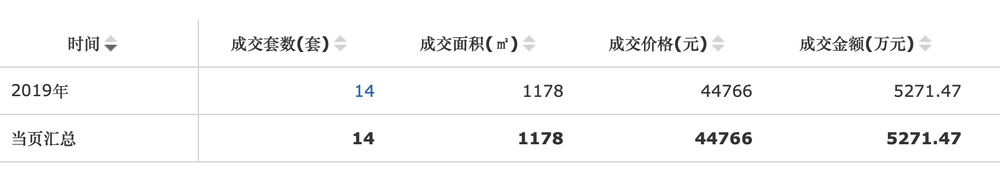 时间 成交套数(套) 成交面积(㎡) 成交价格(元) 成交金额(万元)
2019年 14 1178 44766 5271.47
当页汇总 14 1178 44766 5271.47